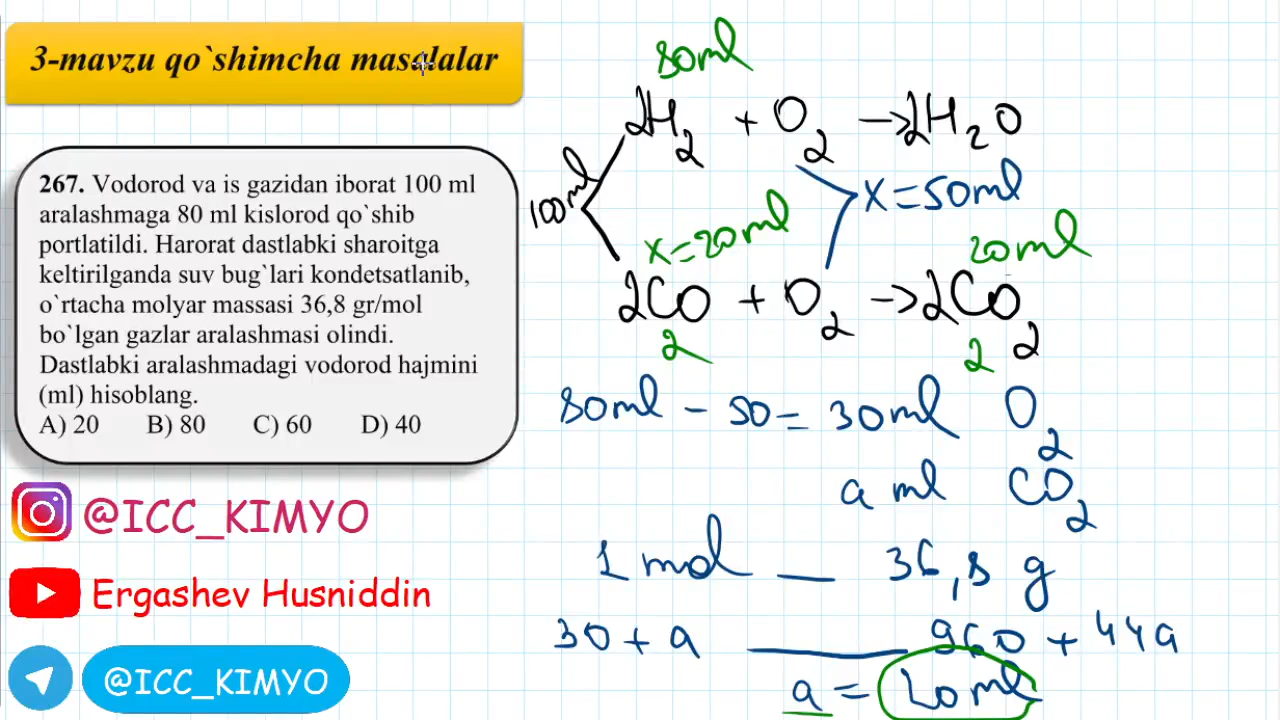 3-mavzu qo`shimcha masalalar
267. Vodorod va is gazidan iborat 100 ml
aralashmaga 80 ml kislorod qo`shib
portlatildi. Harorat dastlabki sharoitga
keltirilganda suv bug`lari kondetsatlanib,
o`rtacha molyar massasi 36,8 gr/mol
bo`lgan gazlar aralashmasi olindi.
Dastlabki aralashmadagi vodorod hajmini
(ml) hisoblang.
A) 20 B) 80 C) 60 D) 40
@ICC_KIMYO
Ergashev Husniddin
@ICC_KIMYO
80ml
2H₂ + O₂ → 2H₂O
100ml
x=50ml
x=20ml
20ml
2CO + O₂ → 2CO₂
2 2
80ml - 50 = 30ml O₂
a ml CO₂
1 mol — 36,8 g
30 + a — 960 + 44a
a = 20ml